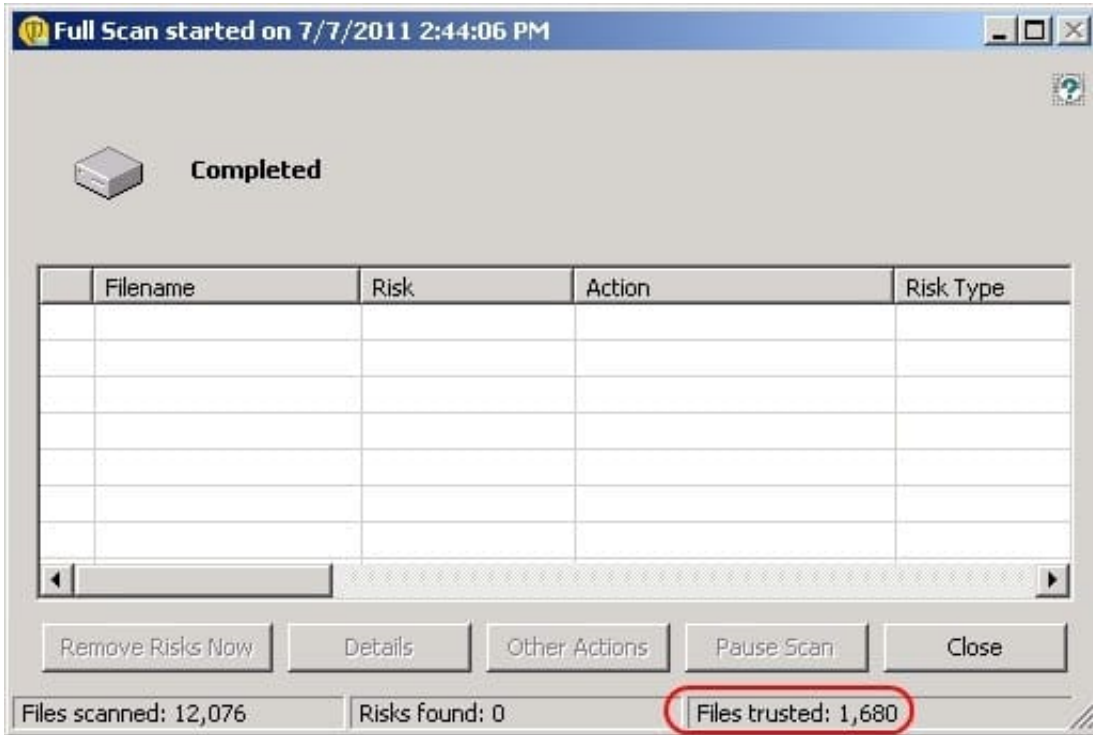 Full Scan started on 7/7/2011 2:44:06 PM
Completed
Filename Risk Action Risk Type
Remove Risks Now Details Other Actions Pause Scan Close
Files scanned: 12,076 Risks found: 0 Files trusted: 1,680